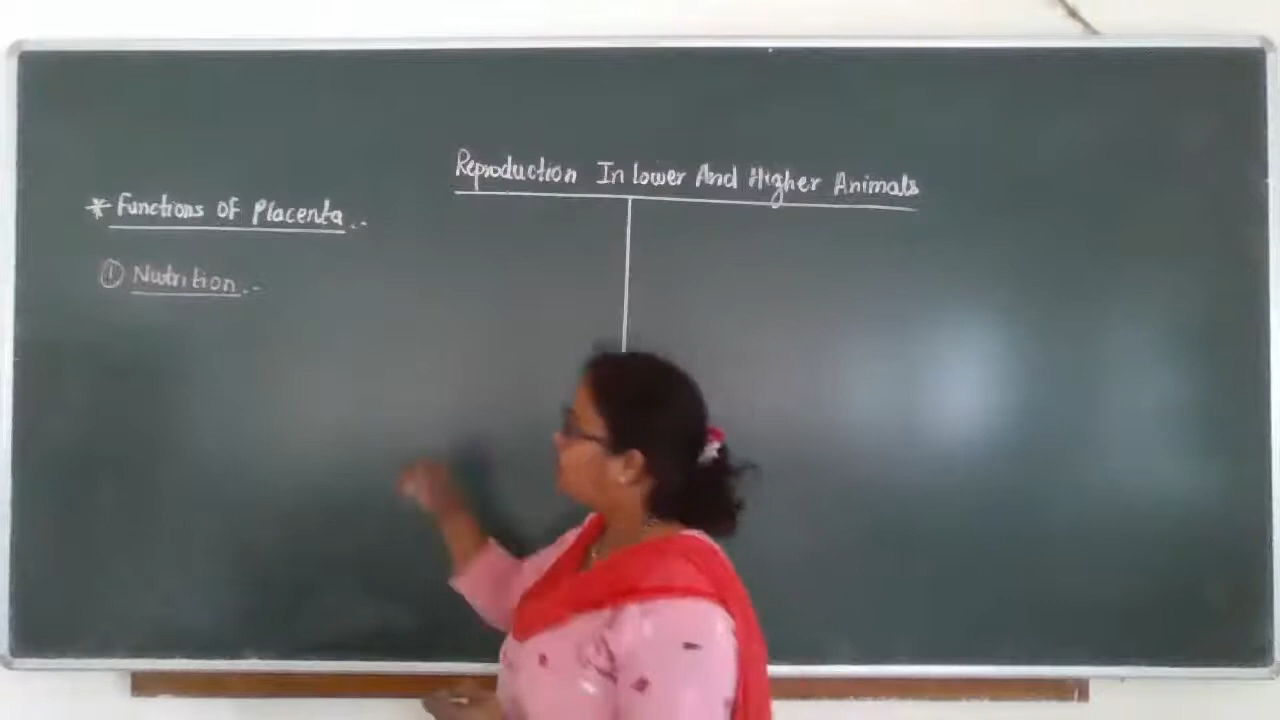 Reproduction In Lower And Higher Animals
* Functions Of Placenta :-
① Nutrition :-